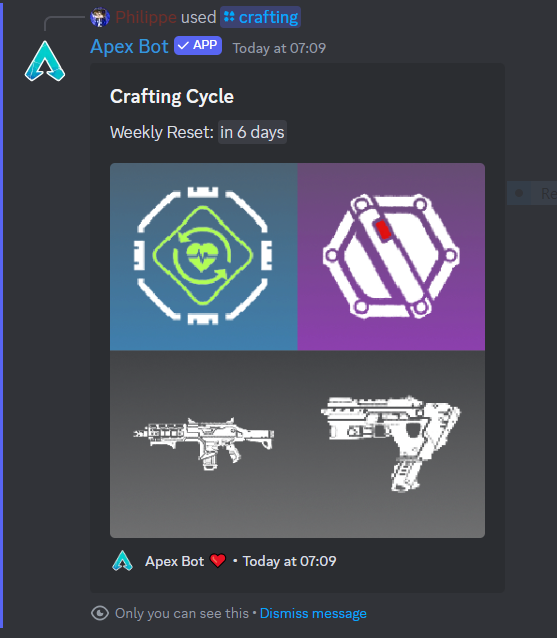 Philippe used crafting
Apex Bot APP Today at 07:09
Crafting Cycle
Weekly Reset: in 6 days
Apex Bot ❤️ • Today at 07:09
Only you can see this • Dismiss message
Re